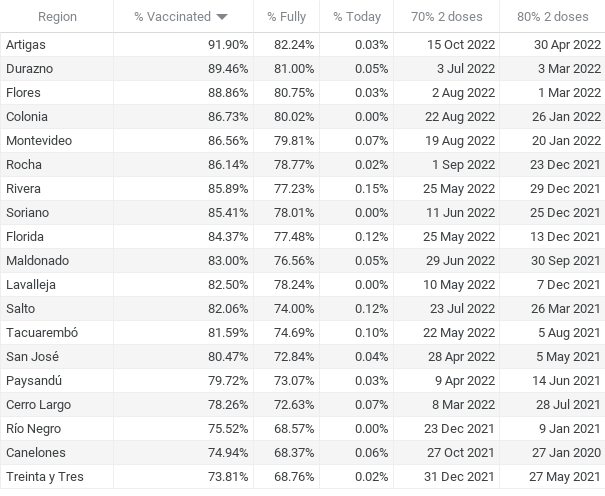 Region % Vaccinated % Fully % Today 70% 2 doses 80% 2 doses
Artigas 91.90% 82.24% 0.03% 15 Oct 2022 30 Apr 2022
Durazno 89.46% 81.00% 0.05% 3 Jul 2022 3 Mar 2022
Flores 88.86% 80.75% 0.03% 2 Aug 2022 1 Mar 2022
Colonia 86.73% 80.02% 0.00% 22 Aug 2022 26 Jan 2022
Montevideo 86.56% 79.81% 0.07% 19 Aug 2022 20 Jan 2022
Rocha 86.14% 78.77% 0.02% 1 Sep 2022 23 Dec 2021
Rivera 85.89% 77.23% 0.15% 25 May 2022 29 Dec 2021
Soriano 85.41% 78.01% 0.00% 11 Jun 2022 25 Dec 2021
Florida 84.37% 77.48% 0.12% 25 May 2022 13 Dec 2021
Maldonado 83.00% 76.56% 0.05% 29 Jun 2022 30 Sep 2021
Lavalleja 82.50% 78.24% 0.00% 10 May 2022 7 Dec 2021
Salto 82.06% 74.00% 0.12% 23 Jul 2022 26 Mar 2021
Tacuarembó 81.59% 74.69% 0.10% 22 May 2022 5 Aug 2021
San José 80.47% 72.84% 0.04% 28 Apr 2022 5 May 2021
Paysandú 79.72% 73.07% 0.03% 9 Apr 2022 14 Jun 2021
Cerro Largo 78.26% 72.63% 0.07% 8 Mar 2022 28 Jul 2021
Río Negro 75.52% 68.57% 0.00% 23 Dec 2021 9 Jan 2021
Canelones 74.94% 68.37% 0.06% 27 Oct 2021 27 Jan 2020
Treinta y Tres 73.81% 68.76% 0.02% 31 Dec 2021 27 May 2021